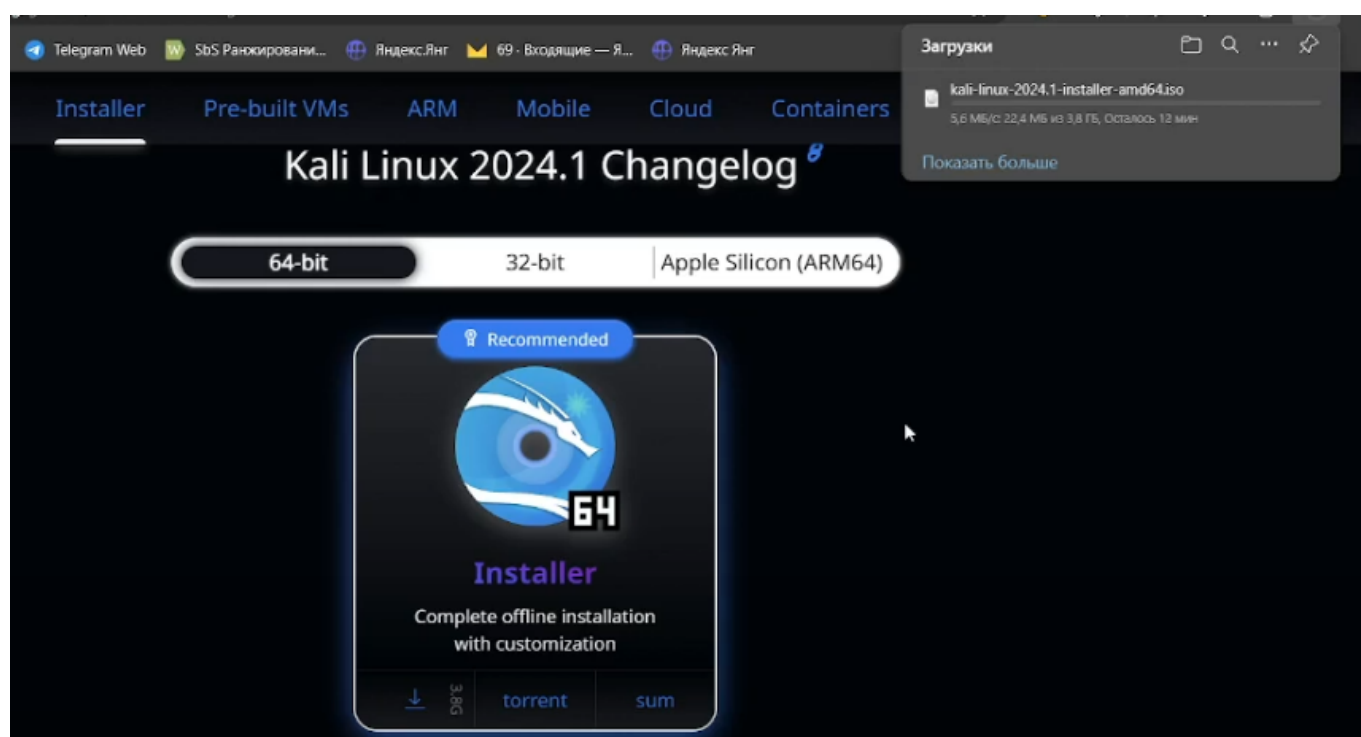 Telegram Web SbS Ранжировани... Яндекс.Янг 69 · Входящие — Я... Яндекс Янг
Загрузки
kali-linux-2024.1-installer-amd64.iso
5,6 МБ/с: 22,4 МБ из 3,8 ГБ, Осталось 12 мин
Показать больше
Installer Pre-built VMs ARM Mobile Cloud Containers
Kali Linux 2024.1 Changelog
64-bit 32-bit Apple Silicon (ARM64)
Recommended
64
Installer
Complete offline installation
with customization
3.8G torrent sum